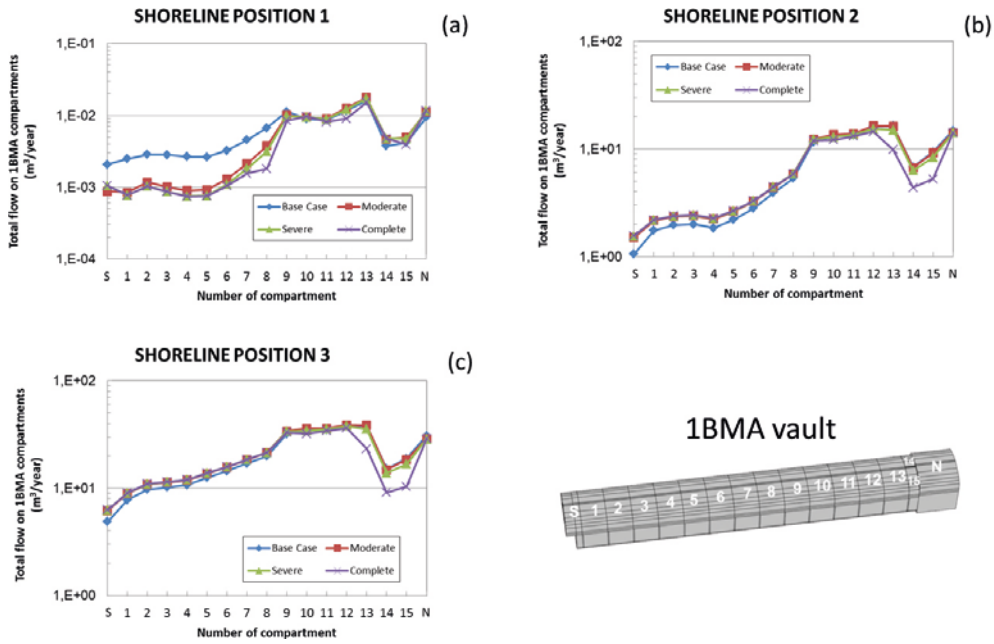 SHORELINE POSITION 1
(a)
Total flow on 1BMA compartments
(m³/year)
1,E-01
1,E-02
1,E-03
1,E-04
Base Case Moderate
Severe Complete
S 1 2 3 4 5 6 7 8 9 10 11 12 13 14 15 N
Number of compartment
SHORELINE POSITION 2
(b)
Total flow on 1BMA compartments
(m³/year)
1,E+02
1,E+01
1,E+00
Base Case Moderate
Severe Complete
S 1 2 3 4 5 6 7 8 9 10 11 12 13 14 15 N
Number of compartment
SHORELINE POSITION 3
(c)
Total flow on 1BMA compartments
(m³/year)
1,E+02
1,E+01
1,E+00
Base Case Moderate
Severe Complete
S 1 2 3 4 5 6 7 8 9 10 11 12 13 14 15 N
Number of compartment
1BMA vault
S 1 2 3 4 5 6 7 8 9 10 11 12 13 15 N